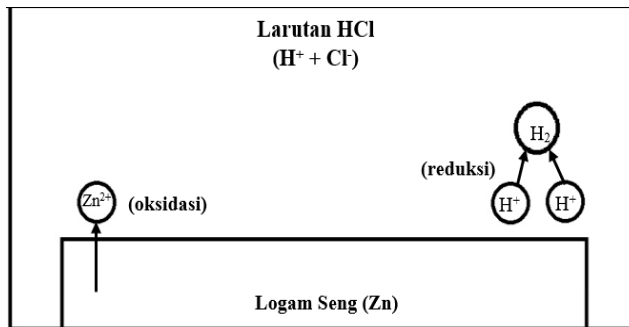 Larutan HCl
(H⁺ + Cl⁻)
H₂
(reduksi)
Zn²⁺ (oksidasi)
H⁺ H⁺
Logam Seng (Zn)